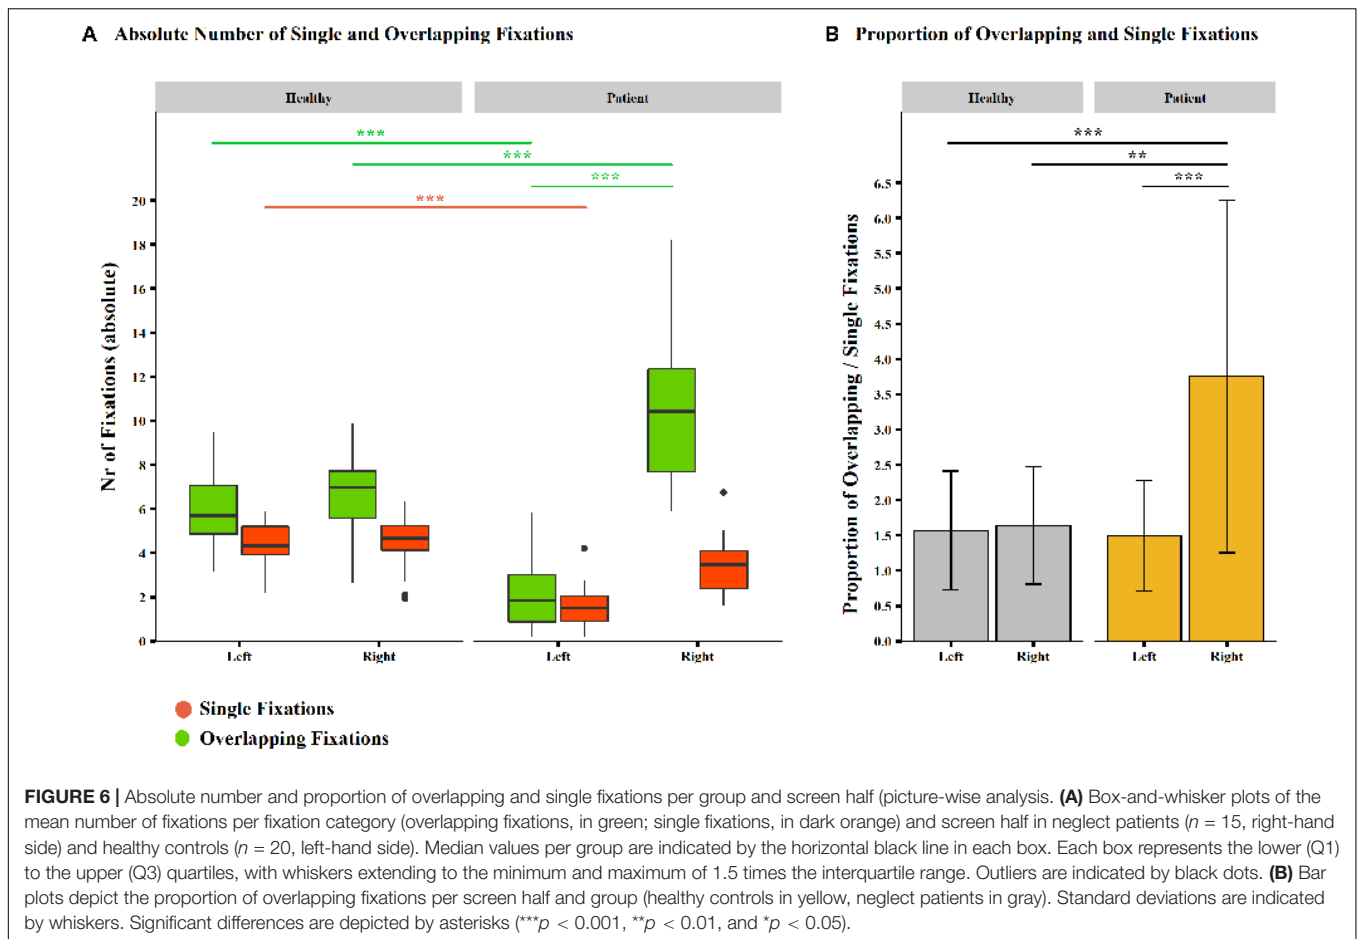 A Absolute Number of Single and Overlapping Fixations
Healthy
Patient
***
***
***
***
Nr of Fixations (absolute)
20
18
16
14
12
10
8
6
4
2
0
Left
Right
Left
Right
Single Fixations
Overlapping Fixations
B Proportion of Overlapping and Single Fixations
Healthy
Patient
***
**
***
Proportion of Overlapping / Single Fixations
6.5
6.0
5.5
5.0
4.5
4.0
3.5
3.0
2.5
2.0
1.5
1.0
0.5
0.0
Left
Right
Left
Right
FIGURE 6 | Absolute number and proportion of overlapping and single fixations per group and screen half (picture-wise analysis. (A) Box-and-whisker plots of the
mean number of fixations per fixation category (overlapping fixations, in green; single fixations, in dark orange) and screen half in neglect patients (n = 15, right-hand
side) and healthy controls (n = 20, left-hand side). Median values per group are indicated by the horizontal black line in each box. Each box represents the lower (Q1)
to the upper (Q3) quartiles, with whiskers extending to the minimum and maximum of 1.5 times the interquartile range. Outliers are indicated by black dots. (B) Bar
plots depict the proportion of overlapping fixations per screen half and group (healthy controls in yellow, neglect patients in gray). Standard deviations are indicated
by whiskers. Significant differences are depicted by asterisks (***p < 0.001, **p < 0.01, and *p < 0.05).